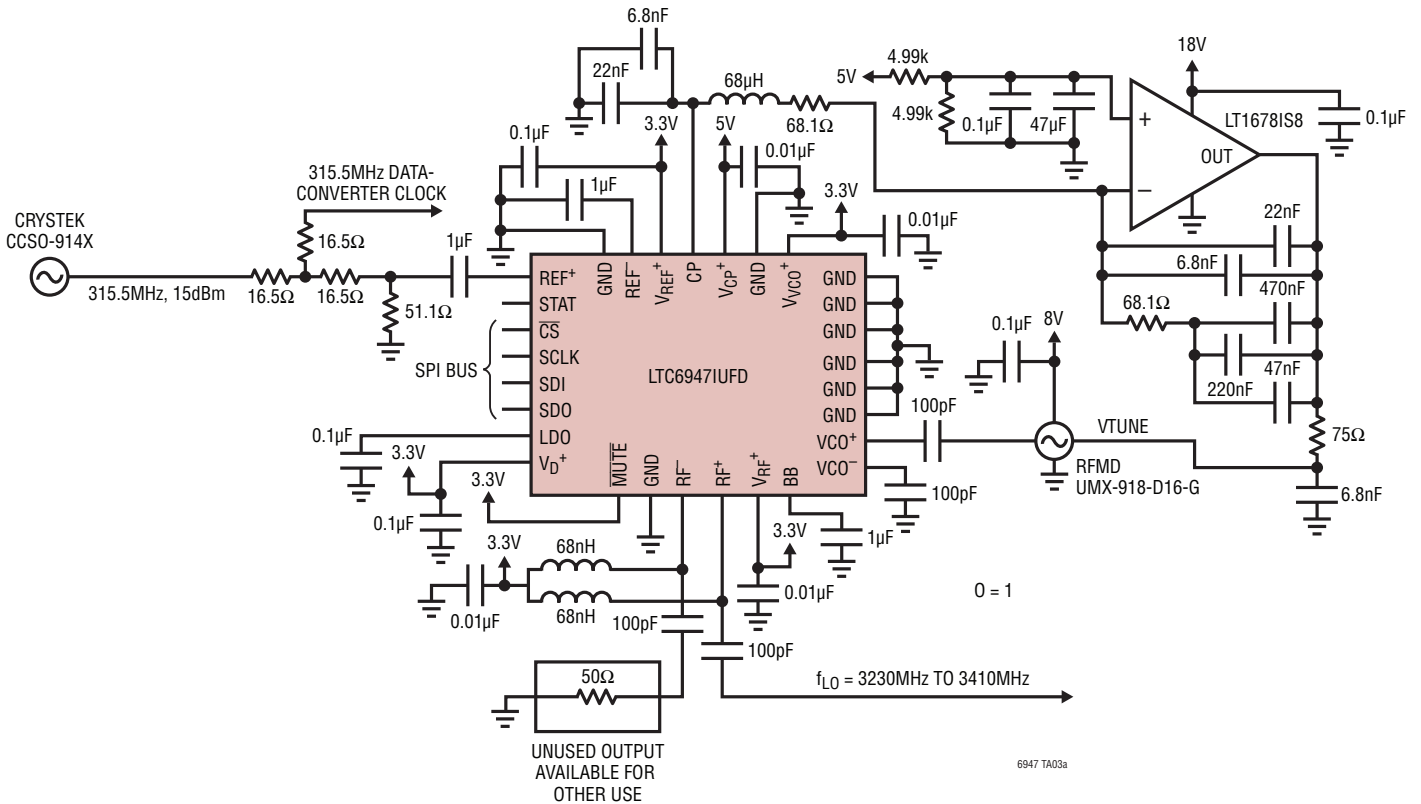 6.8nF
22nF
68µH
68.1Ω
5V
4.99k
4.99k
0.1µF
47µF
18V
LT1678IS8
0.1µF
+
–
OUT
0.1µF
3.3V
5V
0.01µF
1µF
3.3V
0.01µF
315.5MHz DATA-
CONVERTER CLOCK
CRYSTEK
CCSO-914X
16.5Ω
1µF
315.5MHz, 15dBm
16.5Ω
16.5Ω
51.1Ω
22nF
6.8nF
470nF
68.1Ω
47nF
220nF
0.1µF
8V
75Ω
VTUNE
RFMD
UMX-918-D16-G
6.8nF
100pF
100pF
REF+
STAT
CS
SCLK
SDI
SDO
LDO
VD+
SPI BUS
GND
REF–
VREF+
CP
VCP+
GND
VVCO+
GND
GND
GND
GND
GND
GND
VCO+
VCO–
LTC6947IUFD
MUTE
GND
RF–
RF+
VRF+
BB
0.1µF
3.3V
3.3V
0.1µF
3.3V
68nH
68nH
0.01µF
100pF
100pF
3.3V
1µF
0.01µF
O = 1
50Ω
fLO = 3230MHz TO 3410MHz
UNUSED OUTPUT
AVAILABLE FOR
OTHER USE
6947 TA03a